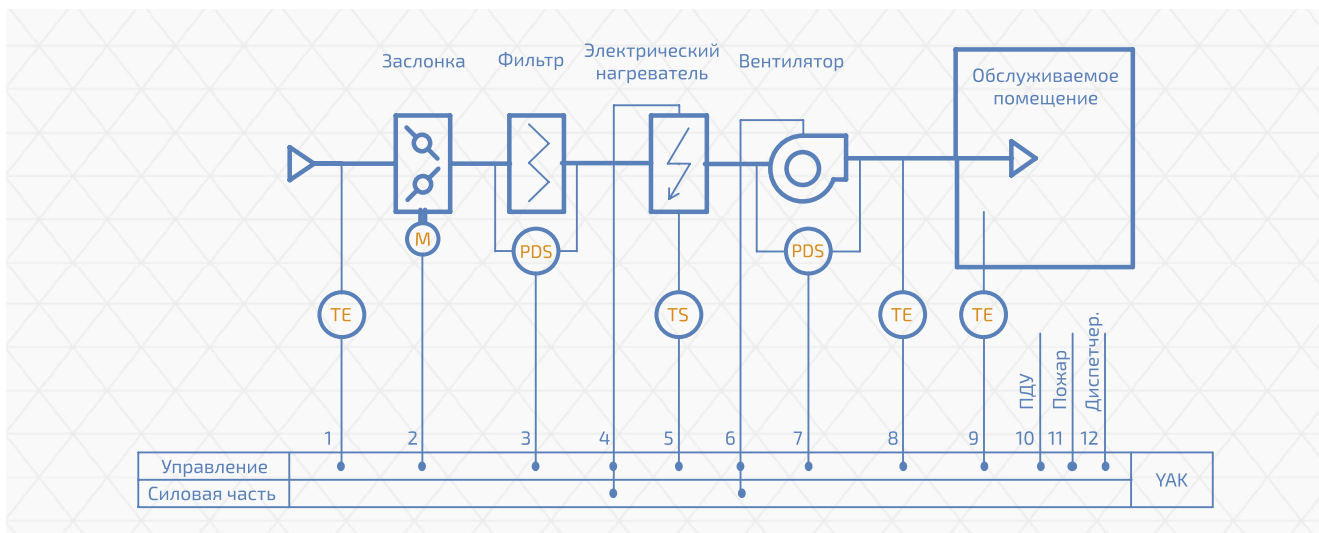 Заслонка
Фильтр
Электрический
нагреватель
Вентилятор
Обслуживаемое
помещение
M
PDS
PDS
TE
TS
TE
TE
ПДУ
Пожар
Диспетчер.
1
2
3
4
5
6
7
8
9
10
11
12
Управление
Силовая часть
YAK